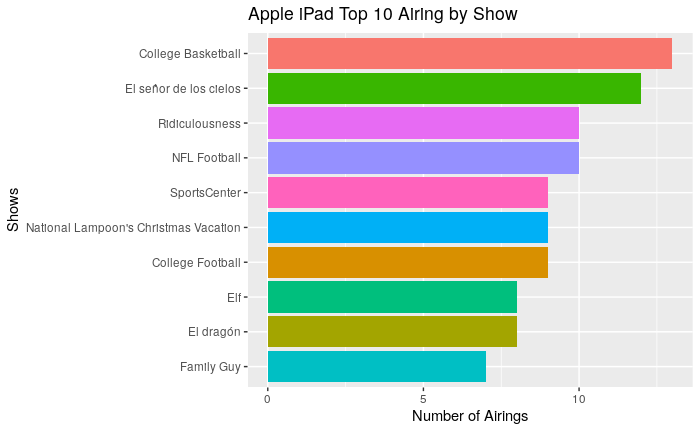 Apple iPad Top 10 Airing by Show
College Basketball
El señor de los cielos
Ridiculousness
NFL Football
SportsCenter
National Lampoon's Christmas Vacation
College Football
Elf
El dragón
Family Guy
Shows
0 5 10
Number of Airings